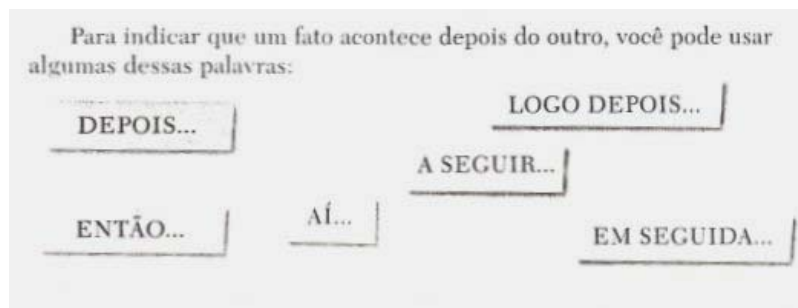 Para indicar que um fato acontece depois do outro, você pode usar
algumas dessas palavras:
DEPOIS...
LOGO DEPOIS...
A SEGUIR...
ENTÃO...
AÍ...
EM SEGUIDA...